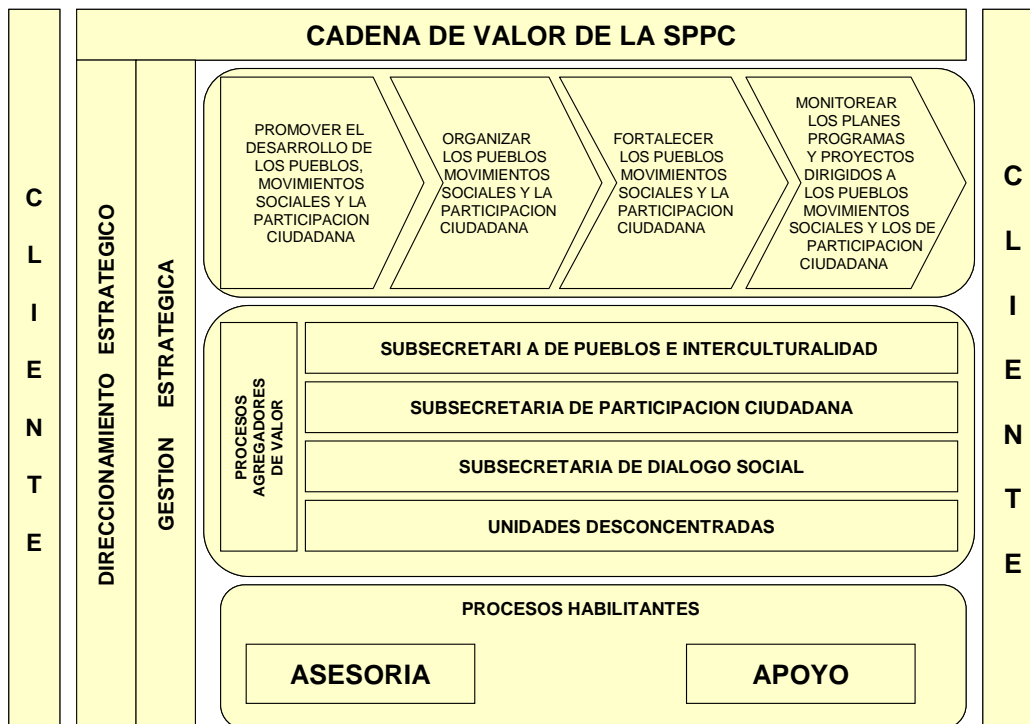 CADENA DE VALOR DE LA SPPC
CLIENTE
DIRECCIONAMIENTO ESTRATEGICO
GESTION ESTRATEGICA
PROMOVER EL
DESARROLLO DE
LOS PUEBLOS,
MOVIMIENTOS
SOCIALES Y LA
PARTICIPACION
CIUDADANA
ORGANIZAR
LOS PUEBLOS
MOVIMIENTOS
SOCIALES Y LA
PARTICIPACION
CIUDADANA
FORTALECER
LOS PUEBLOS
MOVIMIENTOS
SOCIALES Y LA
PARTICIPACION
CIUDADANA
MONITOREAR
LOS PLANES
PROGRAMAS
Y PROYECTOS
DIRIGIDOS A
LOS PUEBLOS
MOVIMIENTOS
SOCIALES Y LOS DE
PARTICIPACION
CIUDADANA
PROCESOS
AGREGADORES
DE VALOR
SUBSECRETARI A DE PUEBLOS E INTERCULTURALIDAD
SUBSECRETARIA DE PARTICIPACION CIUDADANA
SUBSECRETARIA DE DIALOGO SOCIAL
UNIDADES DESCONCENTRADAS
PROCESOS HABILITANTES
ASESORIA
APOYO
CLIENTE